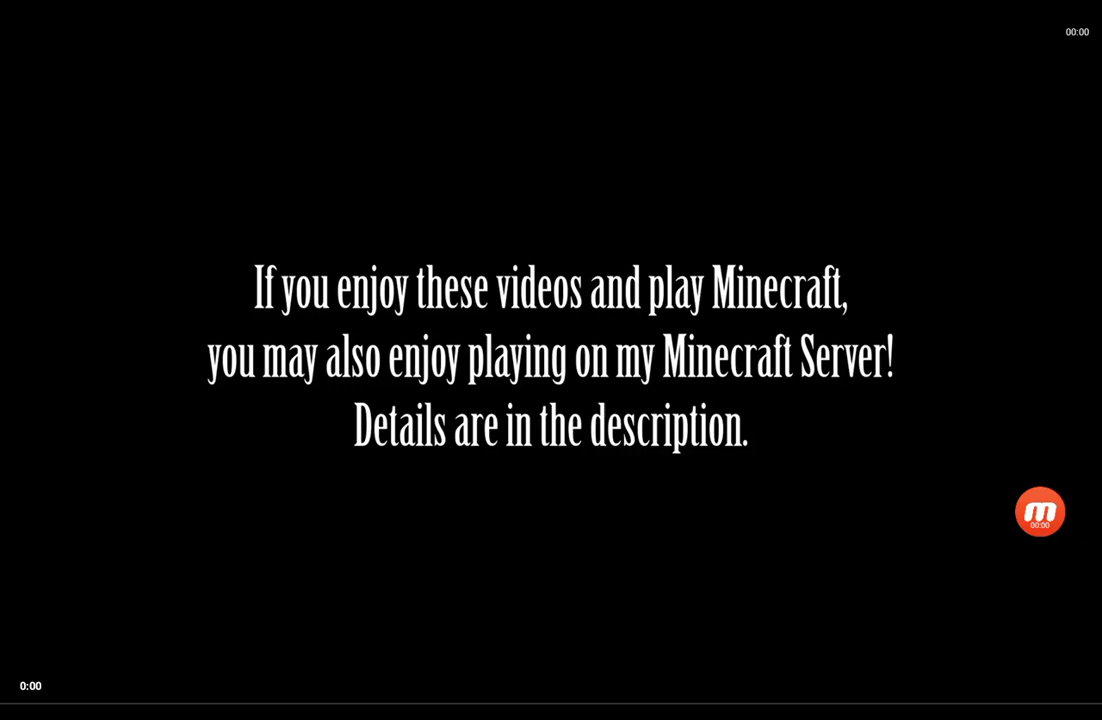 00:00
If you enjoy these videos and play Minecraft,
you may also enjoy playing on my Minecraft Server!
Details are in the description.
m
00:00
0:00